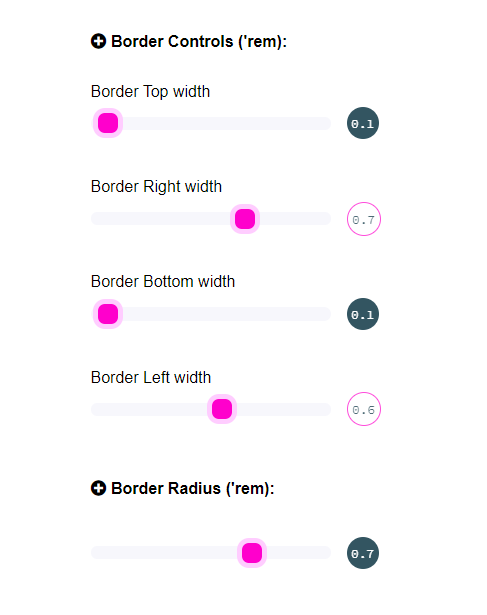 Border Controls ('rem):
Border Top width
0.1
Border Right width
0.7
Border Bottom width
0.1
Border Left width
0.6
Border Radius ('rem):
0.7